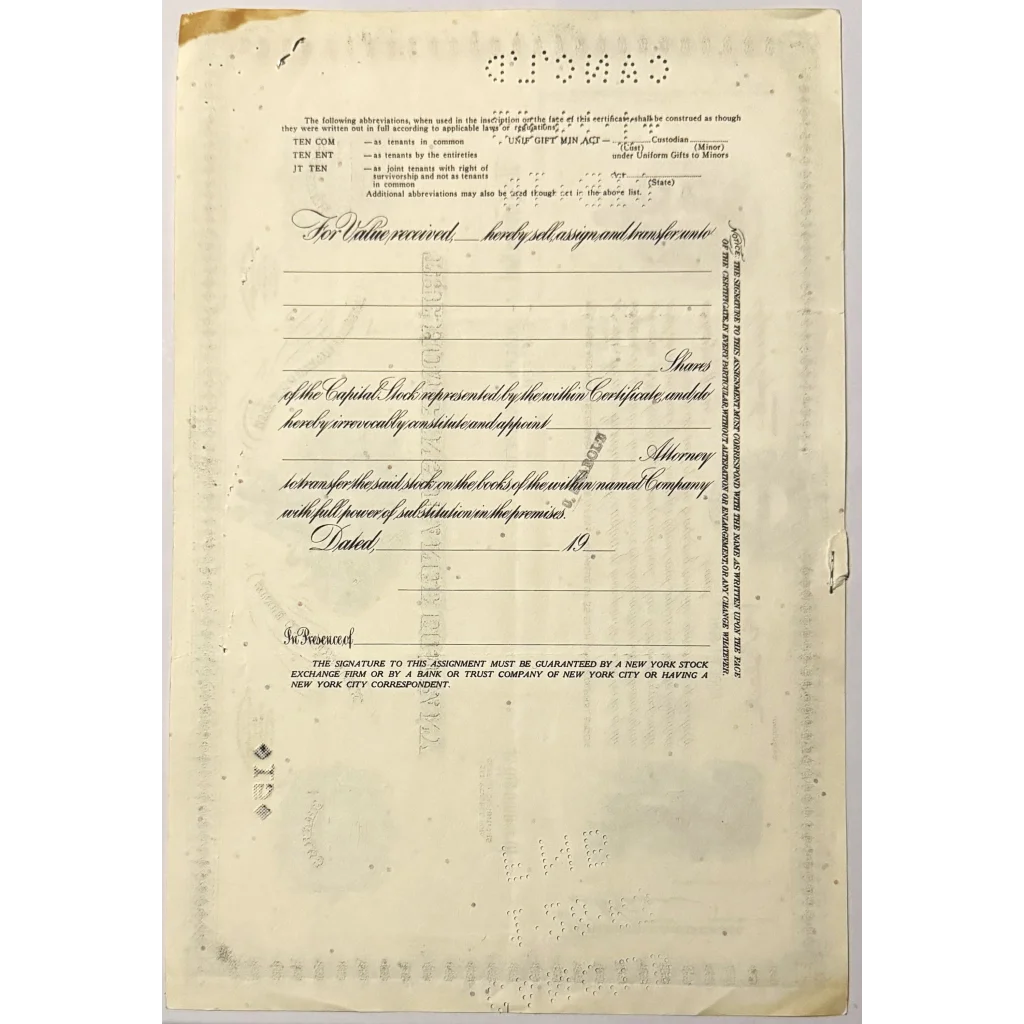 CANC'L'D
The following abbreviations, when used in the inscription on the face of this certificate, shall be construed as though
they were written out in full according to applicable laws or regulations:
TEN COM — as tenants in common UNIF GIFT MIN ACT — Custodian
(Cust) (Minor)
TEN ENT — as tenants by the entireties under Uniform Gifts to Minors
JT TEN — as joint tenants with right of
survivorship and not as tenants
in common
Act
(State)
Additional abbreviations may also be used though not in the above list.
For Value received, hereby sell, assign, and transfer unto
Shares
of the Capital Stock represented by the within Certificate, and do
hereby irrevocably constitute and appoint
Attorney
to transfer the said stock on the books of the within named Company
with full power of substitution in the premises.
Dated, 19
In Presence of
THE SIGNATURE TO THIS ASSIGNMENT MUST BE GUARANTEED BY A NEW YORK STOCK
EXCHANGE FIRM OR BY A BANK OR TRUST COMPANY OF NEW YORK CITY OR HAVING A
NEW YORK CITY CORRESPONDENT.
NOTICE. THE SIGNATURE TO THIS ASSIGNMENT MUST CORRESPOND WITH THE NAME AS WRITTEN UPON THE FACE
OF THE CERTIFICATE, IN EVERY PARTICULAR, WITHOUT ALTERATION OR ENLARGEMENT, OR ANY CHANGE WHATEVER.
THE HOME INSURANCE COMPANY